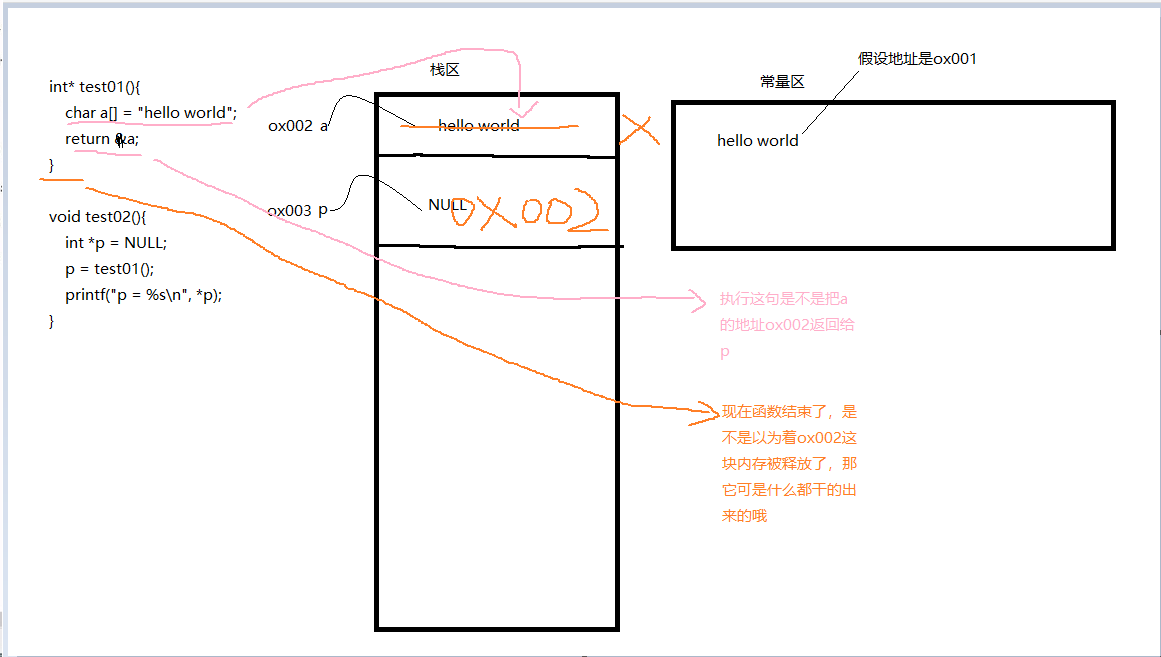 int* test01(){
char a[] = "hello world";
return &a;
}
void test02(){
int *p = NULL;
p = test01();
printf("p = %s\n", *p);
}
栈区
ox002 a
hello world
ox003 p
NULL
0X002
常量区
假设地址是ox001
hello world
执行这句是不是把a
的地址ox002返回给
p
现在函数结束了，是
不是以为着ox002这
块内存被释放了，那
它可是什么都干的出
来的哦